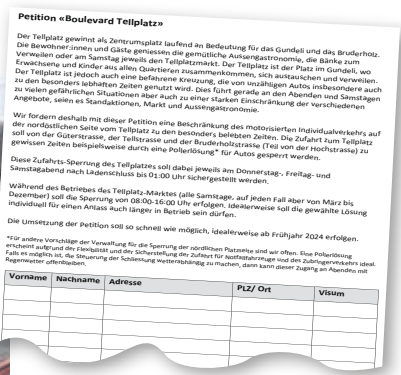 Petition «Boulevard Tellplatz»
Der Tellplatz gewinnt als Zentrumsplatz laufend an Bedeutung für das Gundeli und das Bruderholz.
Die Bewohner:innen und Gäste geniessen die gemütliche Aussengastronomie, die Bänke zum
Verweilen oder am Samstag jeweils den Tellplatzmarkt. Der Tellplatz ist der Platz im Gundeli, wo
Erwachsene und Kinder aus allen Quartieren zusammenkommen, sich austauschen und verweilen.
Der Tellplatz ist jedoch auch eine befahrene Kreuzung, die von unzähligen Autos insbesondere auch
zu den besonders lebhaften Zeiten genutzt wird. Dies führt gerade an den Abenden und Samstagen
zu vielen gefährlichen Situationen aber auch zu einer starken Einschränkung der verschiedenen
Angebote, seien es Standaktionen, Markt und Aussengastronomie.
Wir fordern deshalb mit dieser Petition eine Beschränkung des motorisierten Individualverkehrs auf
der nordöstlichen Seite vom Tellplatz zu den besonders belebten Zeiten. Die Zufahrt zum Tellplatz
soll von der Güterstrasse, der Tellstrasse und der Bruderholzstrasse (Teil von der Hochstrasse) zu
gewissen Zeiten beispielsweise durch eine Pollerlösung* für Autos gesperrt werden.
Diese Zufahrts-Sperrung des Tellplatzes soll dabei jeweils am Donnerstag-, Freitag- und
Samstagabend nach Ladenschluss bis 01:00 Uhr sichergestellt werden.
Während des Betriebes des Tellplatz-Marktes (alle Samstage, auf jeden Fall aber von März bis
Dezember) soll die Sperrung von 08:00-16:00 Uhr erfolgen. Idealerweise soll die gewählte Lösung
individuell für einen Anlass auch länger in Betrieb sein dürfen.
Die Umsetzung der Petition soll so schnell wie möglich, idealerweise ab Frühjahr 2024 erfolgen.
*Für andere Vorschläge der Verwaltung für die Sperrung der nördlichen Platzseite sind wir offen. Eine Pollerlösung
erscheint aufgrund der Flexibilität und der Sicherstellung der Zufahrt für Notfallfahrzeuge und des Zubringerverkehrs ideal.
Falls es möglich ist, die Steuerung der Schliessung wetterabhängig zu machen, dann kann dieser Zugang an Abenden mit
Regenwetter offenbleiben.
Vorname Nachname Adresse PLZ/ Ort Visum